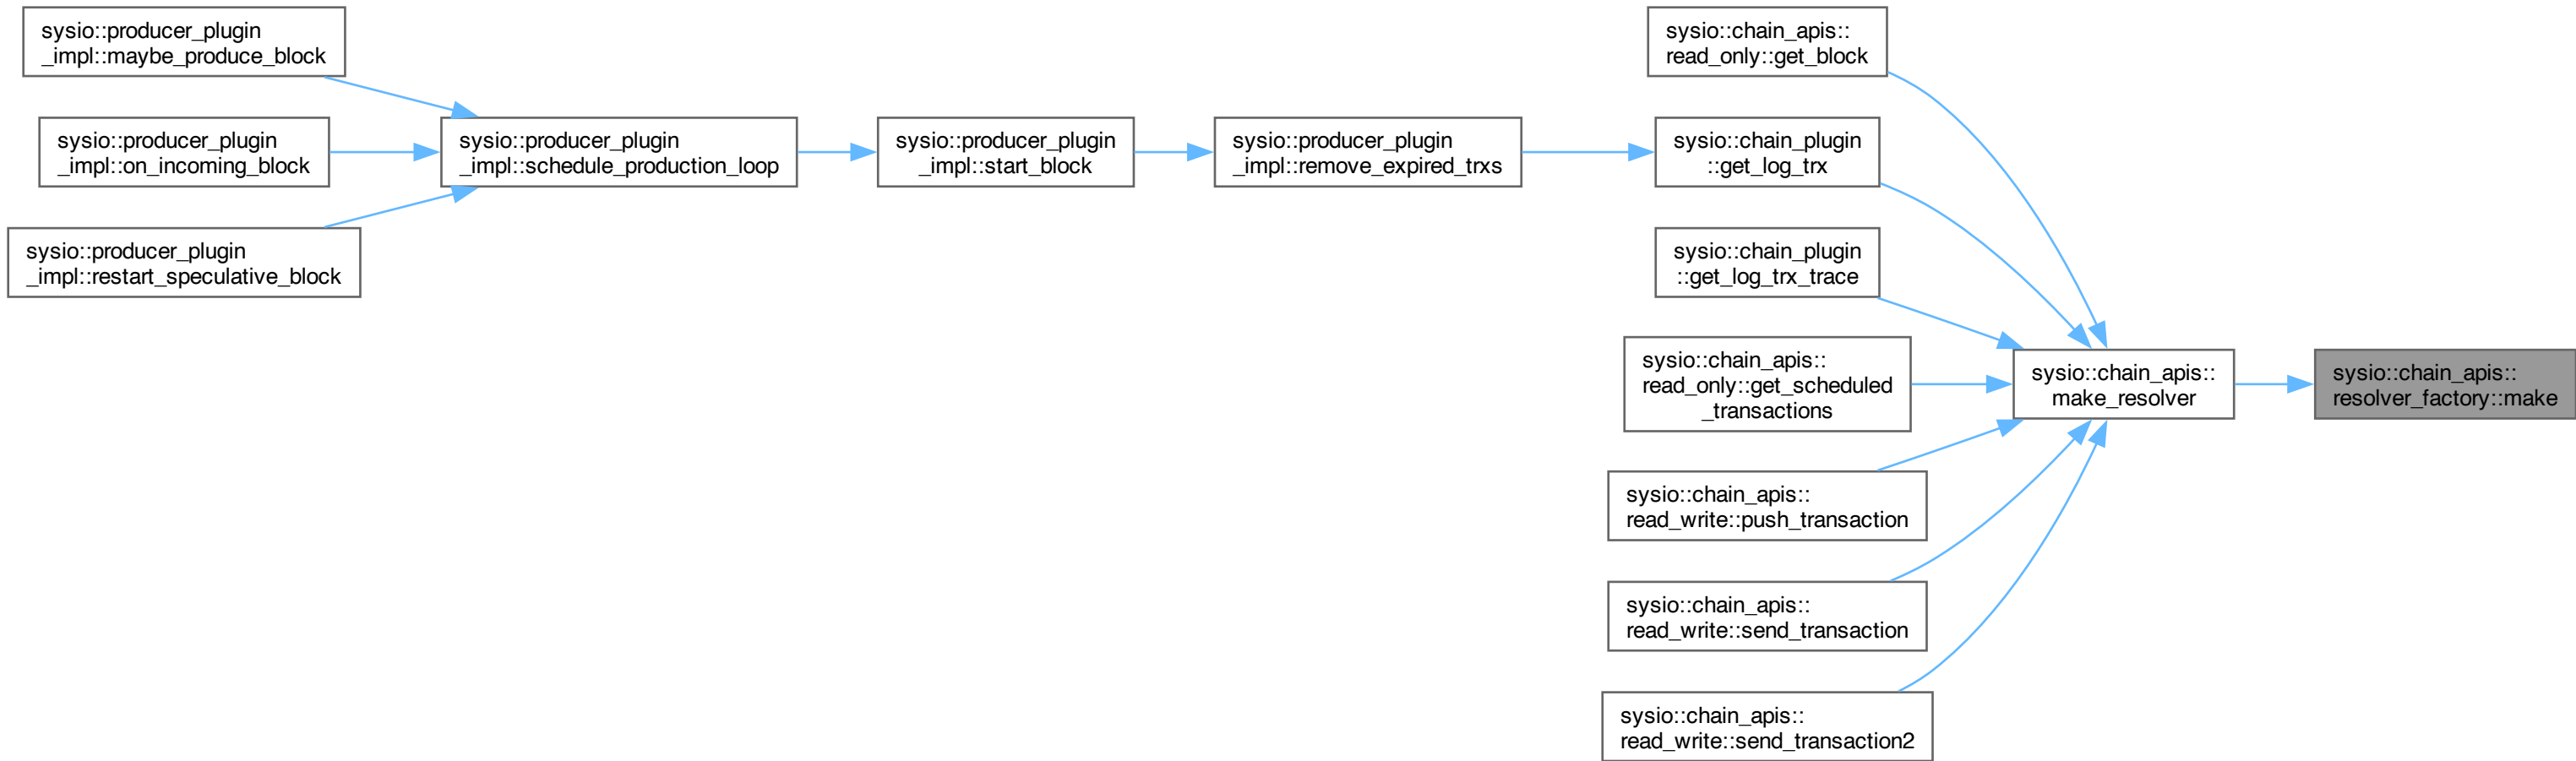 sysio::producer_plugin
_impl::maybe_produce_block
sysio::producer_plugin
_impl::on_incoming_block
sysio::producer_plugin
_impl::restart_speculative_block
sysio::producer_plugin
_impl::schedule_production_loop
sysio::producer_plugin
_impl::start_block
sysio::producer_plugin
_impl::remove_expired_trxs
sysio::chain_apis::
read_only::get_block
sysio::chain_plugin
::get_log_trx
sysio::chain_plugin
::get_log_trx_trace
sysio::chain_apis::
read_only::get_scheduled
_transactions
sysio::chain_apis::
read_write::push_transaction
sysio::chain_apis::
read_write::send_transaction
sysio::chain_apis::
read_write::send_transaction2
sysio::chain_apis::
make_resolver
sysio::chain_apis::
resolver_factory::make